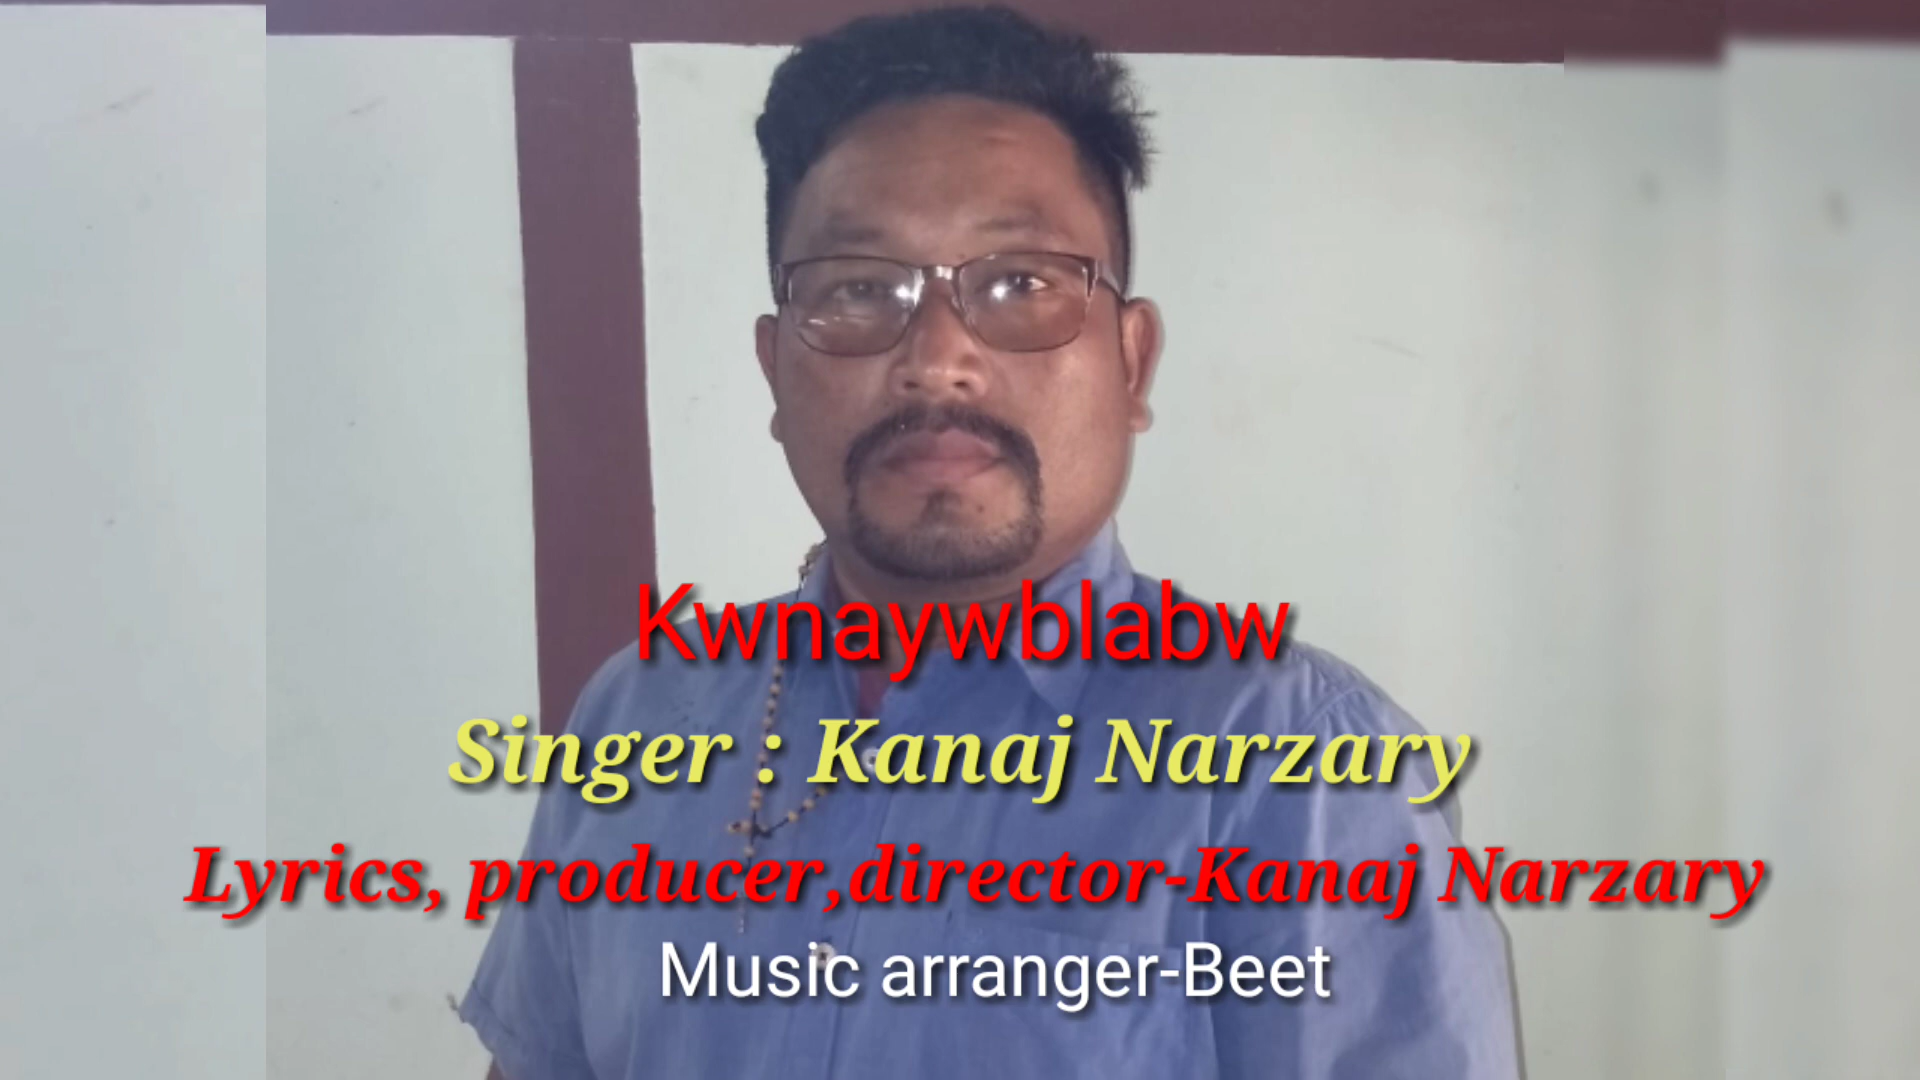 Kwnaywblabw
Singer : Kanaj Narzary
Lyrics, producer,director-Kanaj Narzary
Music arranger-Beet